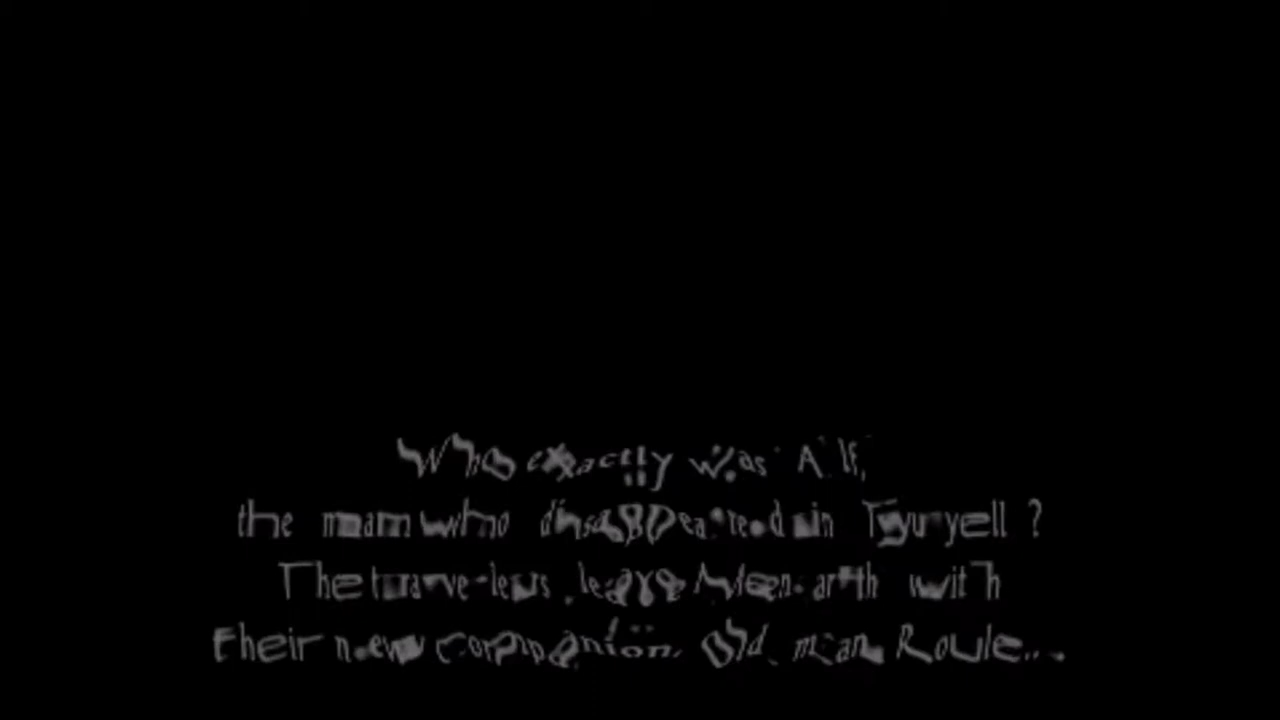 Who exactly was Alf,
the man who disappeared in ?
The travelers leave with
their new companion, old man Roule...